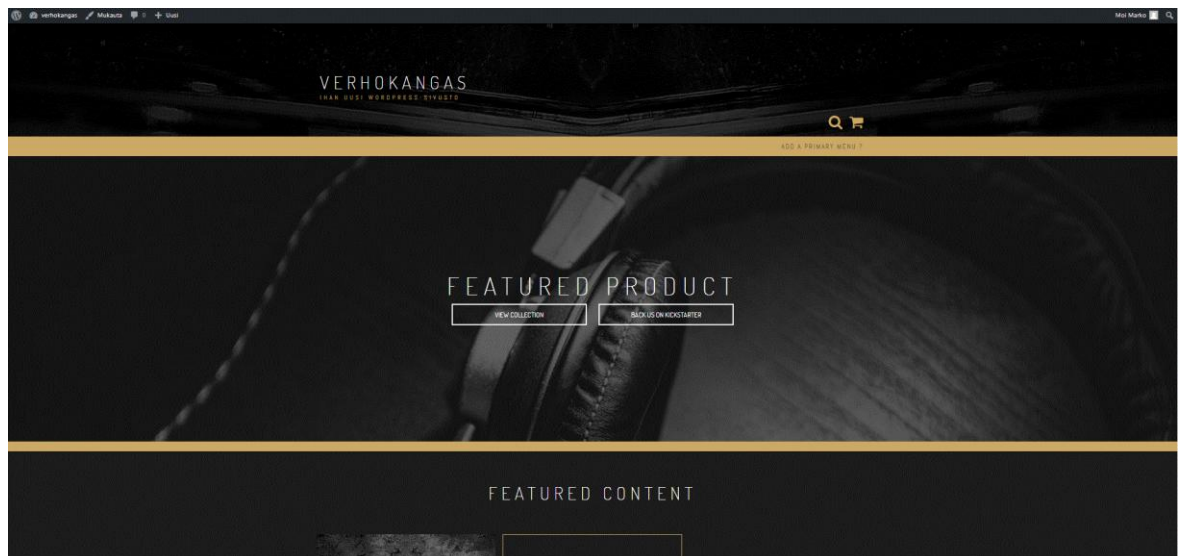 verhokangas Mukauta 0 Uusi Moi Marko
VERHOKANGAS
IHAN UUSI WORDPRESS SIVUSTO
ADD A PRIMARY MENU ?
FEATURED PRODUCT
VIEW COLLECTION BACK US ON KICKSTARTER
FEATURED CONTENT